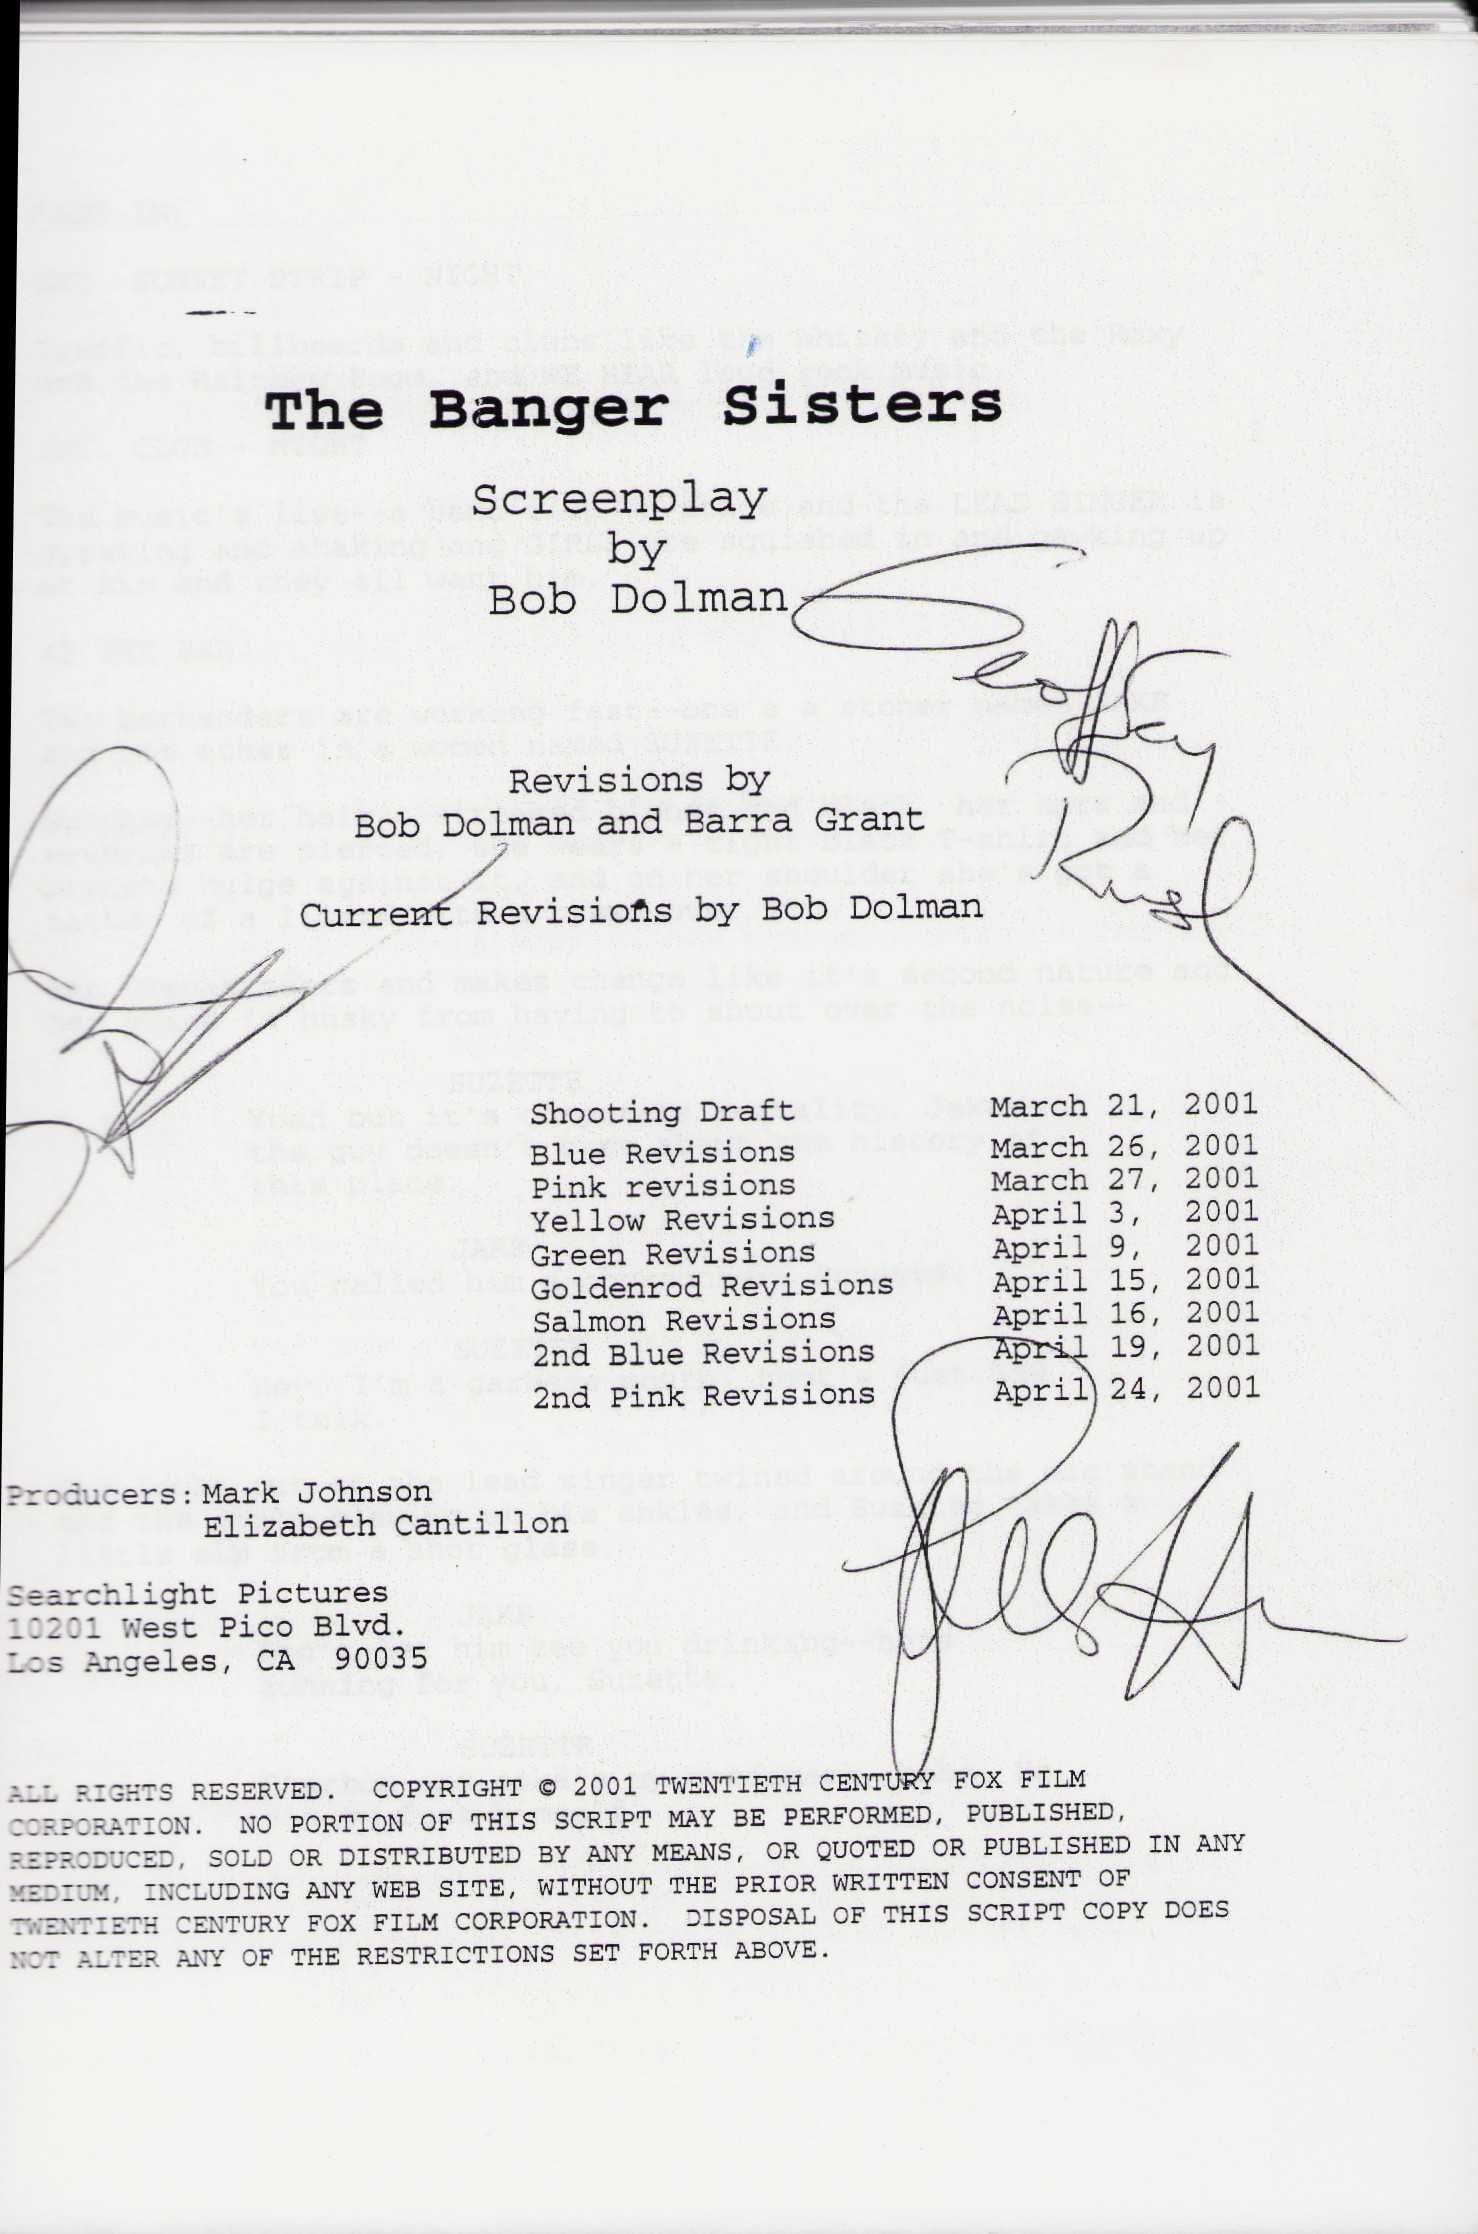 The Banger Sisters
Screenplay
by
Bob Dolman
Geoffrey
Rush
Revisions by
Bob Dolman and Barra Grant
Current Revisions by Bob Dolman
Shooting Draft March 21, 2001
Blue Revisions March 26, 2001
Pink revisions March 27, 2001
Yellow Revisions April 3, 2001
Green Revisions April 9, 2001
Goldenrod Revisions April 15, 2001
Salmon Revisions April 16, 2001
2nd Blue Revisions April 19, 2001
2nd Pink Revisions April 24, 2001
Producers: Mark Johnson
Elizabeth Cantillon
Searchlight Pictures
10201 West Pico Blvd.
Los Angeles, CA 90035
ALL RIGHTS RESERVED. COPYRIGHT © 2001 TWENTIETH CENTURY FOX FILM
CORPORATION. NO PORTION OF THIS SCRIPT MAY BE PERFORMED, PUBLISHED,
REPRODUCED, SOLD OR DISTRIBUTED BY ANY MEANS, OR QUOTED OR PUBLISHED IN ANY
MEDIUM, INCLUDING ANY WEB SITE, WITHOUT THE PRIOR WRITTEN CONSENT OF
TWENTIETH CENTURY FOX FILM CORPORATION. DISPOSAL OF THIS SCRIPT COPY DOES
NOT ALTER ANY OF THE RESTRICTIONS SET FORTH ABOVE.